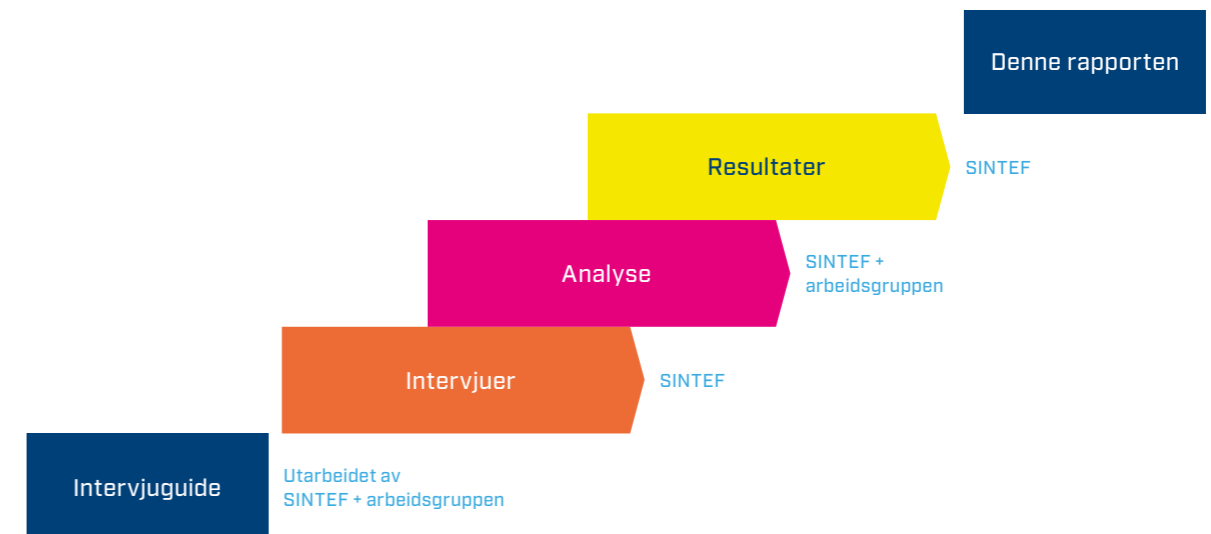 Denne rapporten
Resultater
SINTEF
Analyse
SINTEF +
arbeidsgruppen
Intervjuer
SINTEF
Intervjuguide
Utarbeidet av
SINTEF + arbeidsgruppen